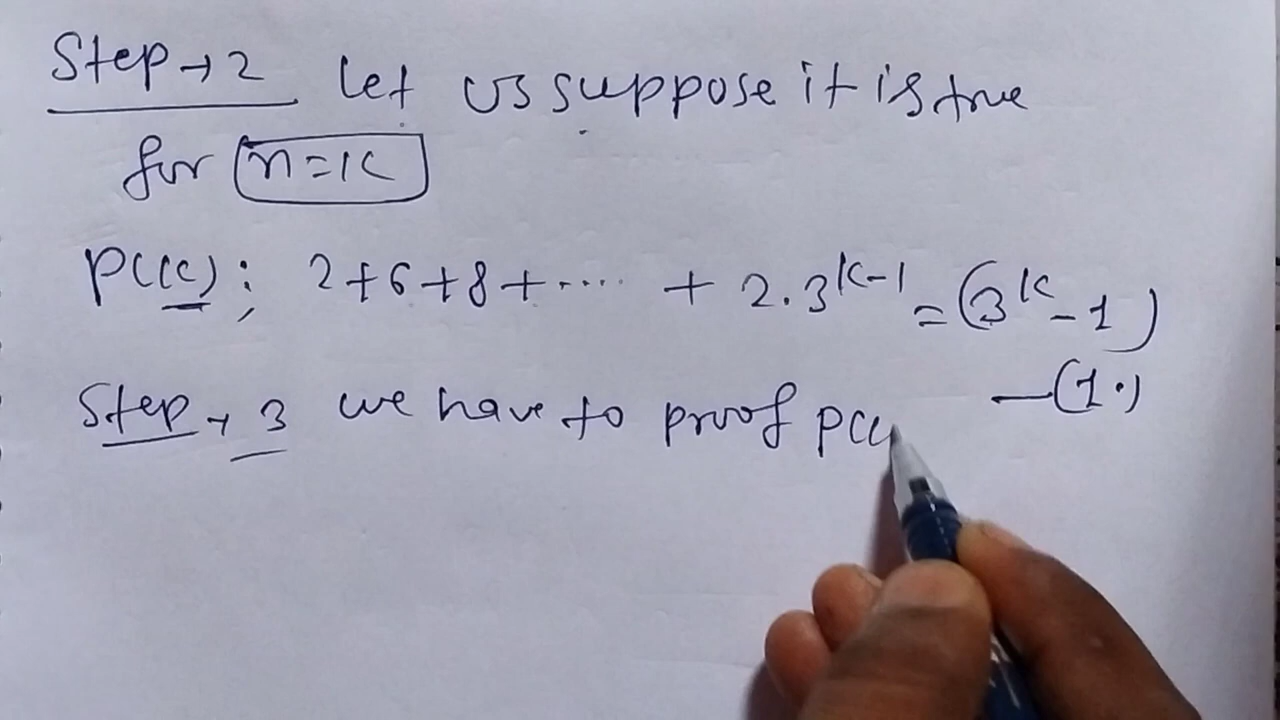 Step → 2 let us suppose it is true
for n=k
P(k); 2+6+8+.... + 2.3^{k-1} = (3^k - 1)
—(1.)
Step → 3 we have to proof P(